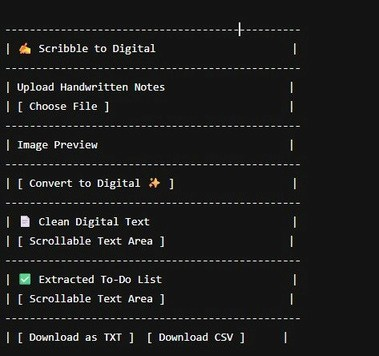 -----------------------------------------------
| ✍️ Scribble to Digital |
-----------------------------------------------
| Upload Handwritten Notes |
| [ Choose File ] |
-----------------------------------------------
| Image Preview |
-----------------------------------------------
| [ Convert to Digital ✨ ] |
-----------------------------------------------
| 📄 Clean Digital Text |
| [ Scrollable Text Area ] |
-----------------------------------------------
| ✅ Extracted To-Do List |
| [ Scrollable Text Area ] |
-----------------------------------------------
| [ Download as TXT ] [ Download CSV ] |